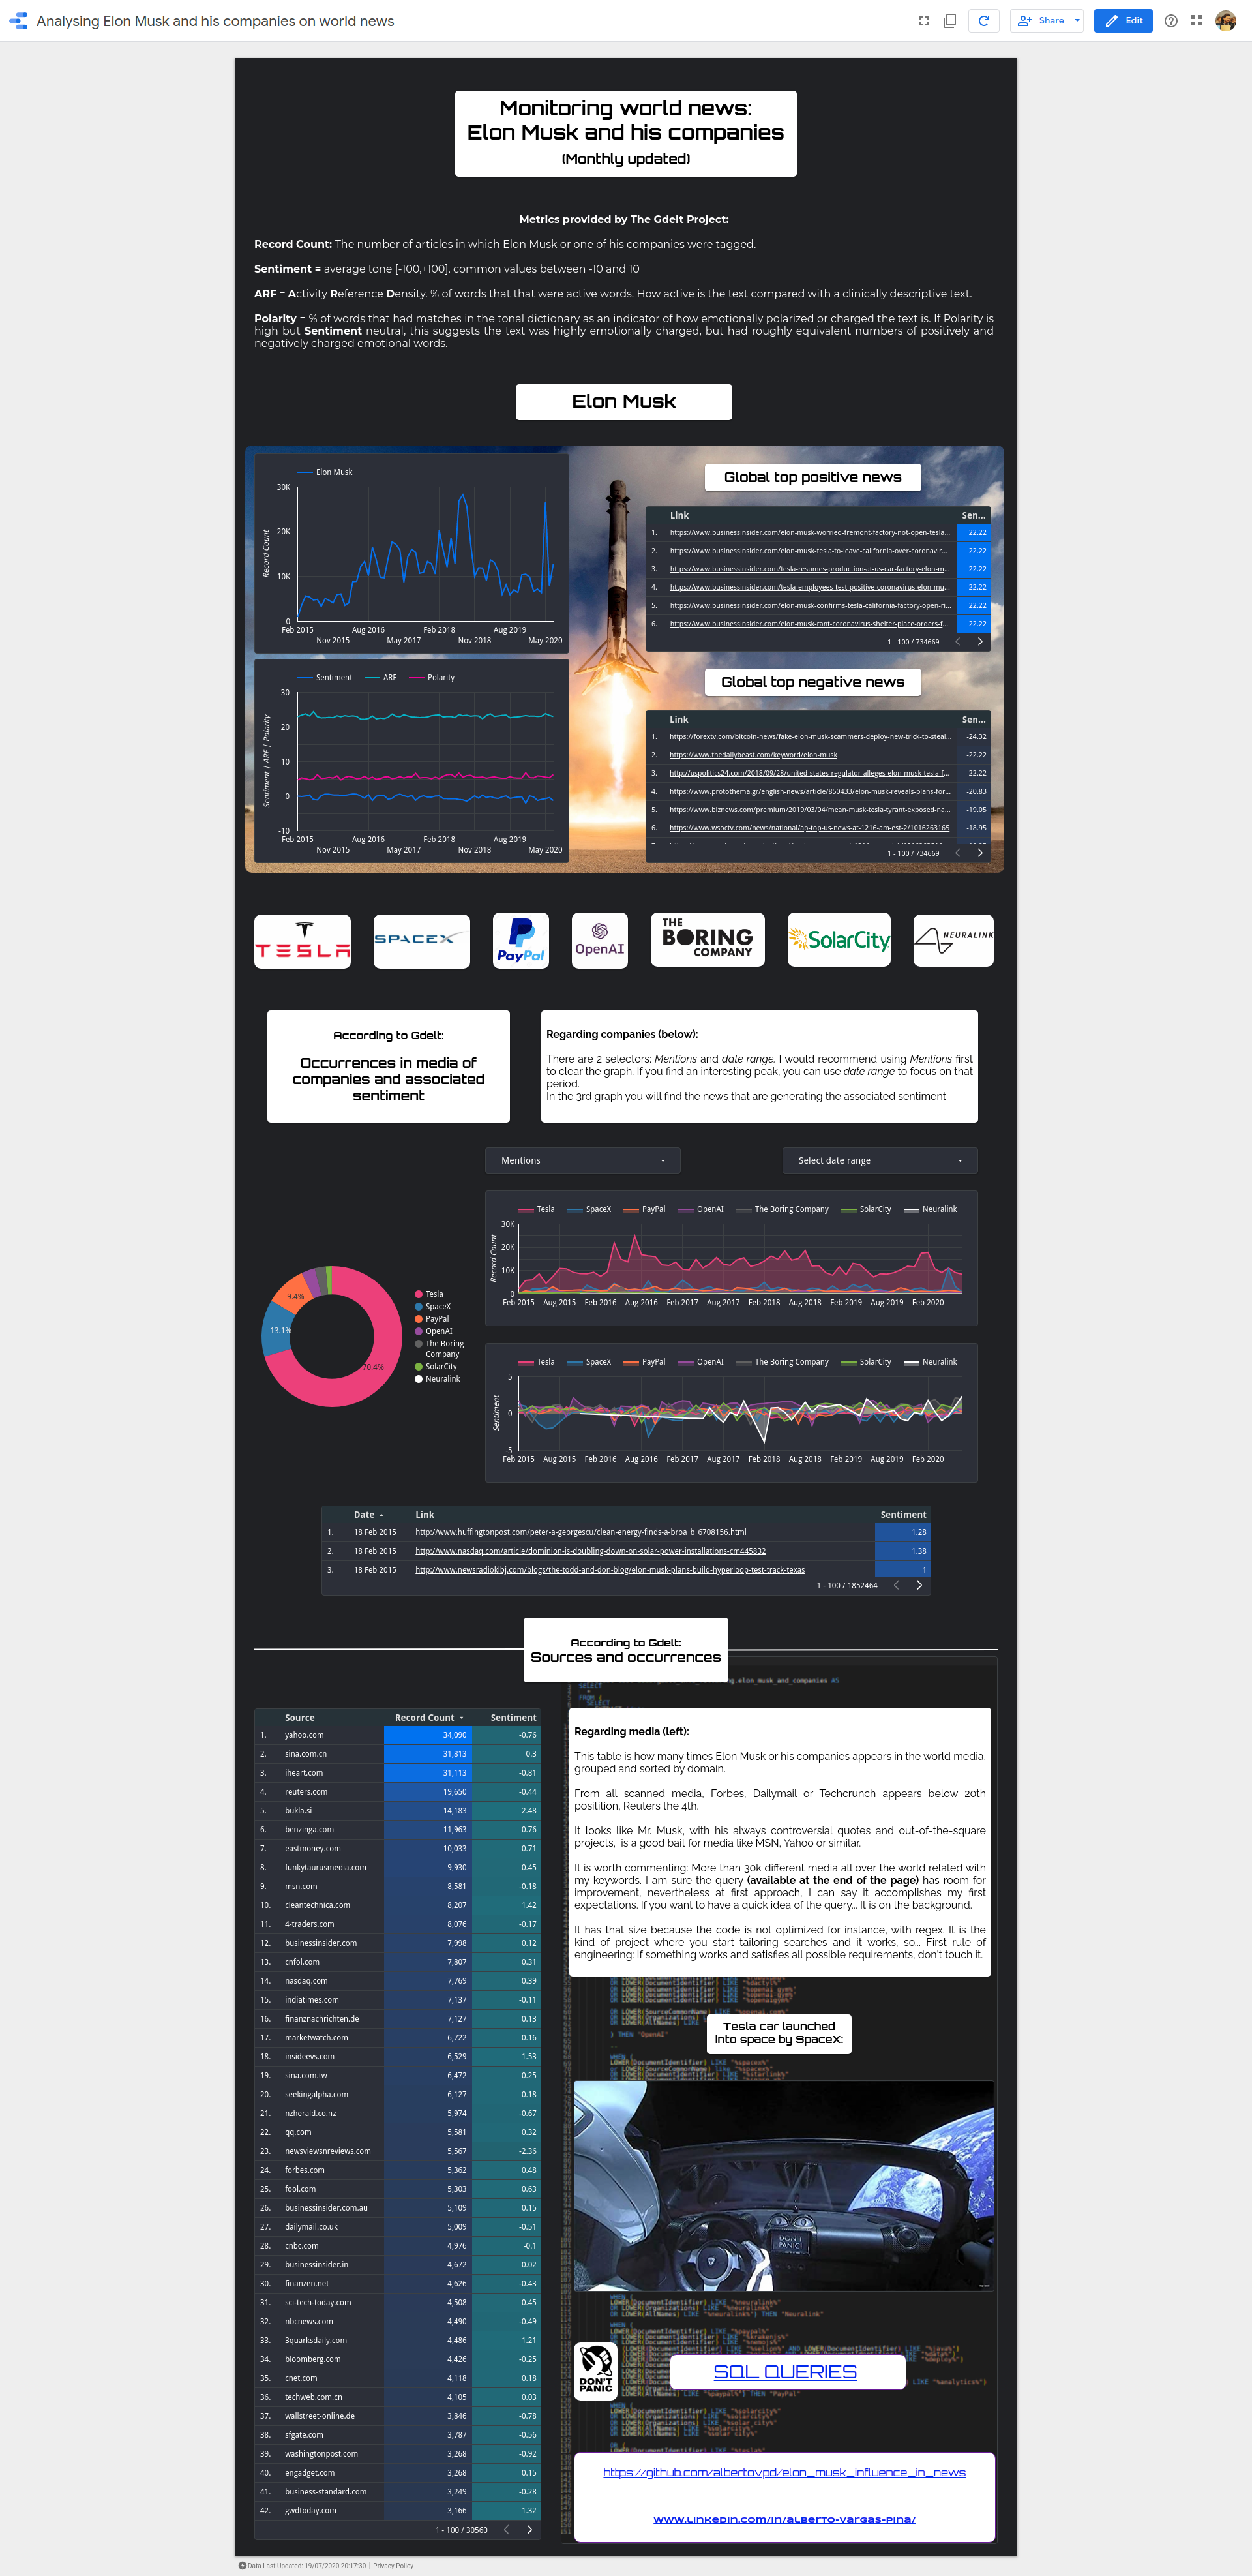 Analysing Elon Musk and his companies on world news
Share
Edit
Monitoring world news:
Elon Musk and his companies
(Monthly updated)
Metrics provided by The Gdelt Project:
Record Count: The number of articles in which Elon Musk or one of his companies were tagged.
Sentiment = average tone [-100,+100]. common values between -10 and 10
ARF = Activity Reference Density. % of words that that were active words. How active is the text compared with a clinically descriptive text.
Polarity = % of words that had matches in the tonal dictionary as an indicator of how emotionally polarized or charged the text is. If Polarity is
high but Sentiment neutral, this suggests the text was highly emotionally charged, but had roughly equivalent numbers of positively and
negatively charged emotional words.
Elon Musk
Elon Musk
30K
20K
10K
0
Record Count
Feb 2015 Aug 2016 Feb 2018 Aug 2019
Nov 2015 May 2017 Nov 2018 May 2020
Sentiment ARF Polarity
30
20
10
0
-10
Sentiment | ARF | Polarity
Feb 2015 Aug 2016 Feb 2018 Aug 2019
Nov 2015 May 2017 Nov 2018 May 2020
Global top positive news
Link Sen...
1. https://www.businessinsider.com/elon-musk-worried-fremont-factory-not-open-tesla... 22.22
2. https://www.businessinsider.com/elon-musk-tesla-to-leave-california-over-coronavir... 22.22
3. https://www.businessinsider.com/tesla-resumes-production-at-us-car-factory-elon-m... 22.22
4. https://www.businessinsider.com/tesla-employees-test-positive-coronavirus-elon-mu... 22.22
5. https://www.businessinsider.com/elon-musk-confirms-tesla-california-factory-open-ri... 22.22
6. https://www.businessinsider.com/elon-musk-rant-coronavirus-shelter-place-orders-f... 22.22
1 - 100 / 734669
Global top negative news
Link Sen...
1. https://forextv.com/bitcoin-news/fake-elon-musk-scammers-deploy-new-trick-to-steal... -24.32
2. https://www.thedailybeast.com/keyword/elon-musk -22.22
3. http://uspolitics24.com/2018/09/28/united-states-regulator-alleges-elon-musk-tesla-f... -22.22
4. https://www.protothema.gr/english-news/article/850433/elon-musk-reveals-plans-for... -20.83
5. https://www.biznews.com/premium/2019/03/04/mean-musk-tesla-tyrant-exposed-na... -19.05
6. https://www.wsoctv.com/news/national/ap-top-us-news-at-1216-am-est-2/1016263165 -18.95
1 - 100 / 734669
TESLA
SPACEX
PayPal
OpenAI
THE
BORING
COMPANY
SolarCity
NEURALINK
According to Gdelt:
Occurrences in media of
companies and associated
sentiment
Regarding companies (below):
There are 2 selectors: Mentions and date range. I would recommend using Mentions first
to clear the graph. If you find an interesting peak, you can use date range to focus on that
period.
In the 3rd graph you will find the news that are generating the associated sentiment.
Mentions
Select date range
Tesla SpaceX PayPal OpenAI The Boring Company SolarCity Neuralink
30K
20K
10K
0
Record Count
Feb 2015 Aug 2015 Feb 2016 Aug 2016 Feb 2017 Aug 2017 Feb 2018 Aug 2018 Feb 2019 Aug 2019 Feb 2020
9.4%
13.1%
70.4%
Tesla
SpaceX
PayPal
OpenAI
The Boring
Company
SolarCity
Neuralink
Tesla SpaceX PayPal OpenAI The Boring Company SolarCity Neuralink
5
0
-5
Sentiment
Feb 2015 Aug 2015 Feb 2016 Aug 2016 Feb 2017 Aug 2017 Feb 2018 Aug 2018 Feb 2019 Aug 2019 Feb 2020
Date Link Sentiment
1. 18 Feb 2015 http://www.huffingtonpost.com/peter-a-georgescu/clean-energy-finds-a-broa_b_6708156.html 1.28
2. 18 Feb 2015 http://www.nasdaq.com/article/dominion-is-doubling-down-on-solar-power-installations-cm445832 1.38
3. 18 Feb 2015 http://www.newsradioklbj.com/blogs/the-todd-and-don-blog/elon-musk-plans-build-hyperloop-test-track-texas 1
1 - 100 / 1852464
According to Gdelt:
Sources and occurrences
Source Record Count Sentiment
1. yahoo.com 34,090 -0.76
2. sina.com.cn 31,813 0.3
3. iheart.com 31,113 -0.81
4. reuters.com 19,650 -0.44
5. bukla.si 14,183 2.48
6. benzinga.com 11,963 0.76
7. eastmoney.com 10,033 0.71
8. funkytaurusmedia.com 9,930 0.45
9. msn.com 8,581 -0.18
10. cleantechnica.com 8,207 1.42
11. 4-traders.com 8,076 -0.17
12. businessinsider.com 7,998 0.12
13. cnfol.com 7,807 0.31
14. nasdaq.com 7,769 0.39
15. indiatimes.com 7,137 -0.11
16. finanznachrichten.de 7,127 0.13
17. marketwatch.com 6,722 0.16
18. insideevs.com 6,529 1.53
19. sina.com.tw 6,472 0.25
20. seekingalpha.com 6,127 0.18
21. nzherald.co.nz 5,974 -0.67
22. qq.com 5,581 0.32
23. newsviewsnreviews.com 5,567 -2.36
24. forbes.com 5,362 0.48
25. fool.com 5,303 0.63
26. businessinsider.com.au 5,109 0.15
27. dailymail.co.uk 5,009 -0.51
28. cnbc.com 4,976 -0.1
29. businessinsider.in 4,672 0.02
30. finanzen.net 4,626 -0.43
31. sci-tech-today.com 4,508 0.45
32. nbcnews.com 4,490 -0.49
33. 3quarksdaily.com 4,486 1.21
34. bloomberg.com 4,426 -0.25
35. cnet.com 4,118 0.18
36. techweb.com.cn 4,105 0.03
37. wallstreet-online.de 3,846 -0.78
38. sfgate.com 3,787 -0.56
39. washingtonpost.com 3,268 -0.92
40. engadget.com 3,268 0.15
41. business-standard.com 3,249 -0.28
42. gwdtoday.com 3,166 1.32
1 - 100 / 30560
Regarding media (left):
This table is how many times Elon Musk or his companies appears in the world media,
grouped and sorted by domain.
From all scanned media, Forbes, Dailymail or Techcrunch appears below 20th
positition, Reuters the 4th.
It looks like Mr. Musk, with his always controversial quotes and out-of-the-square
projects, is a good bait for media like MSN, Yahoo or similar.
It is worth commenting: More than 30k different media all over the world related with
my keywords. I am sure the query (available at the end of the page) has room for
improvement, nevertheless at first approach, I can say it accomplishes my first
expectations. If you want to have a quick idea of the query... It is on the background.
It has that size because the code is not optimized for instance, with regex. It is the
kind of project where you start tailoring searches and it works, so... First rule of
engineering: If something works and satisfies all possible requirements, don't touch it.
Tesla car launched
into space by SpaceX:
DON'T
PANIC!
DON'T
PANIC
SQL QUERIES
https://github.com/albertovpd/elon_musk_influence_in_news
www.linkedin.com/in/alberto-vargas-pina/
Data Last Updated: 19/07/2020 20:17:30 Privacy Policy